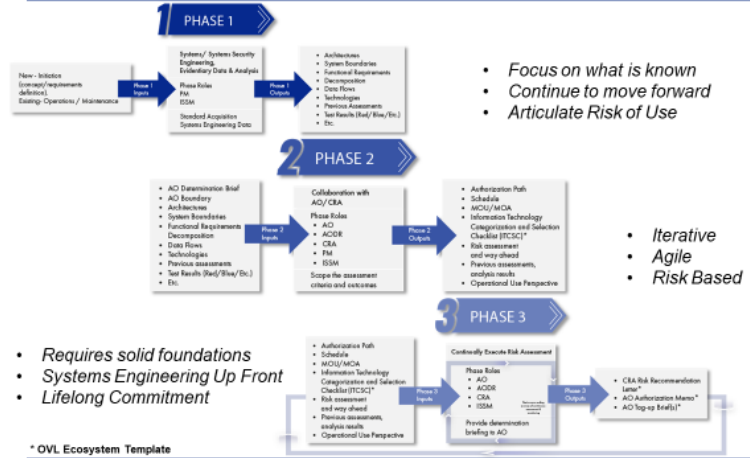 1 PHASE 1
New - Initiation
(concept/requirements
definition).
Existing- Operations / Maintenance
Phase 1
Inputs
Systems/ Systems Security
Engineering,
Evidentiary Data & Analysis
Phase Roles
PM
ISSM
Standard Acquisition
Systems Engineering Data
Phase 1
Outputs
• Architectures
• System Boundaries
• Functional Requirements
Decomposition
• Data Flows
• Technologies
• Previous Assessments
• Test Results (Red/ Blue/Etc.)
• Etc.
• Focus on what is known
• Continue to move forward
• Articulate Risk of Use
2 PHASE 2
• AO Determination Brief
• AO Boundary
• Architectures
• System Boundaries
• Functional Requirements
Decomposition
• Data Flows
• Technologies
• Previous assessments
• Test Results (Red/Blue/Etc.)
• Etc.
Phase 2
Inputs
Collaboration with
AO/CRA
Phase Roles
• AO
• AODR
• CRA
• PM
• ISSM
Scope the assessment
criteria and outcomes
Phase 2
Outputs
• Authorization Path
• Schedule
• MOU/MOA
• Information Technology
Categorization and Selection
Checklist (ITCSC)*
• Risk assessment
and way ahead
• Previous assessments,
analysis results
• Operational Use Perspective
• Iterative
• Agile
• Risk Based
3 PHASE 3
• Requires solid foundations
• Systems Engineering Up Front
• Lifelong Commitment
• Authorization Path
• Schedule
• MOU/MOA
• Information Technology
Categorization and Selection
Checklist (ITCSC)*
• Risk assessment
and way ahead
• Previous assessments,
analysis results
• Operational Use Perspective
Phase 3
Inputs
Continually Execute Risk Assessment
Phase Roles
• AO
• AODR
• CRA
• ISSM
Provide determination
briefing to AO
Phase 3
Outputs
• CRA Risk Recommendation
Letter*
• AO Authorization Memo*
• AO Tag-up Brief(s)*
* OVL Ecosystem Template